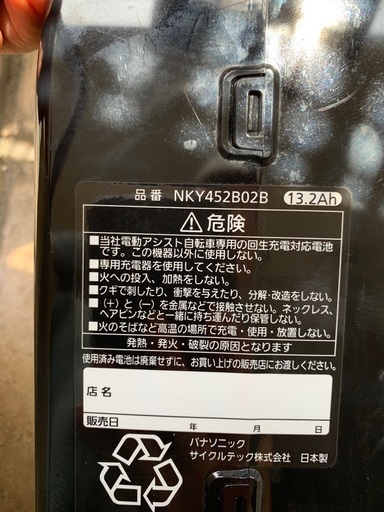 品番 NKY452B02B 13.2Ah
危険
■当社電動アシスト自転車専用の回生充電対応電池
です。この機器以外に使用しない。
■専用充電器を使用してください。
■火への投入、加熱をしない。
■クギで刺したり、衝撃を与えたり、分解・改造をしない。
■(+)と(−)を金属などで接触させない。ネックレス、
ヘアピンなどと一緒に持ち運んだり保管しない。
■火のそばなど高温の場所で充電・使用・放置しない。
発熱・発火・破裂の原因となります
使用済み電池は廃棄せずに、お買い上げの販売店にお渡しください。
店名
販売日 年 月 日
パナソニック
サイクルテック株式会社 日本製